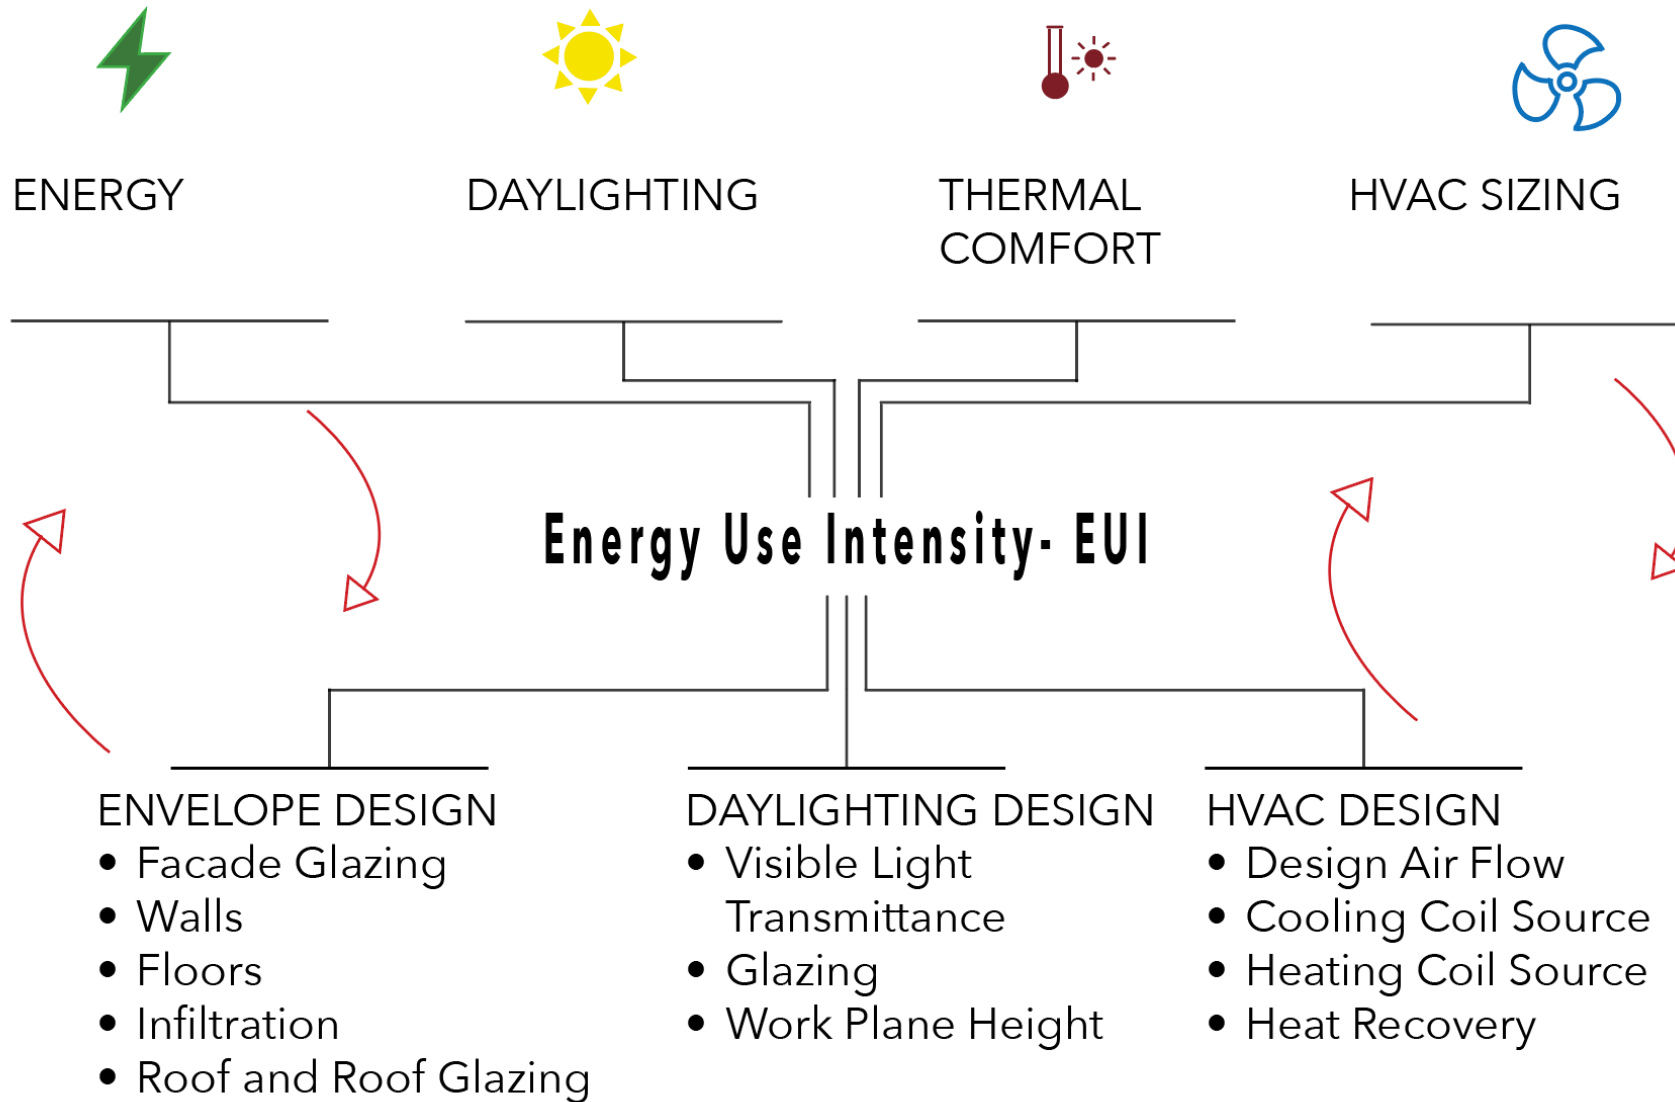 ENERGY
DAYLIGHTING
THERMAL
COMFORT
HVAC SIZING
Energy Use Intensity- EUI
ENVELOPE DESIGN
• Facade Glazing
• Walls
• Floors
• Infiltration
• Roof and Roof Glazing
DAYLIGHTING DESIGN
• Visible Light
Transmittance
• Glazing
• Work Plane Height
HVAC DESIGN
• Design Air Flow
• Cooling Coil Source
• Heating Coil Source
• Heat Recovery